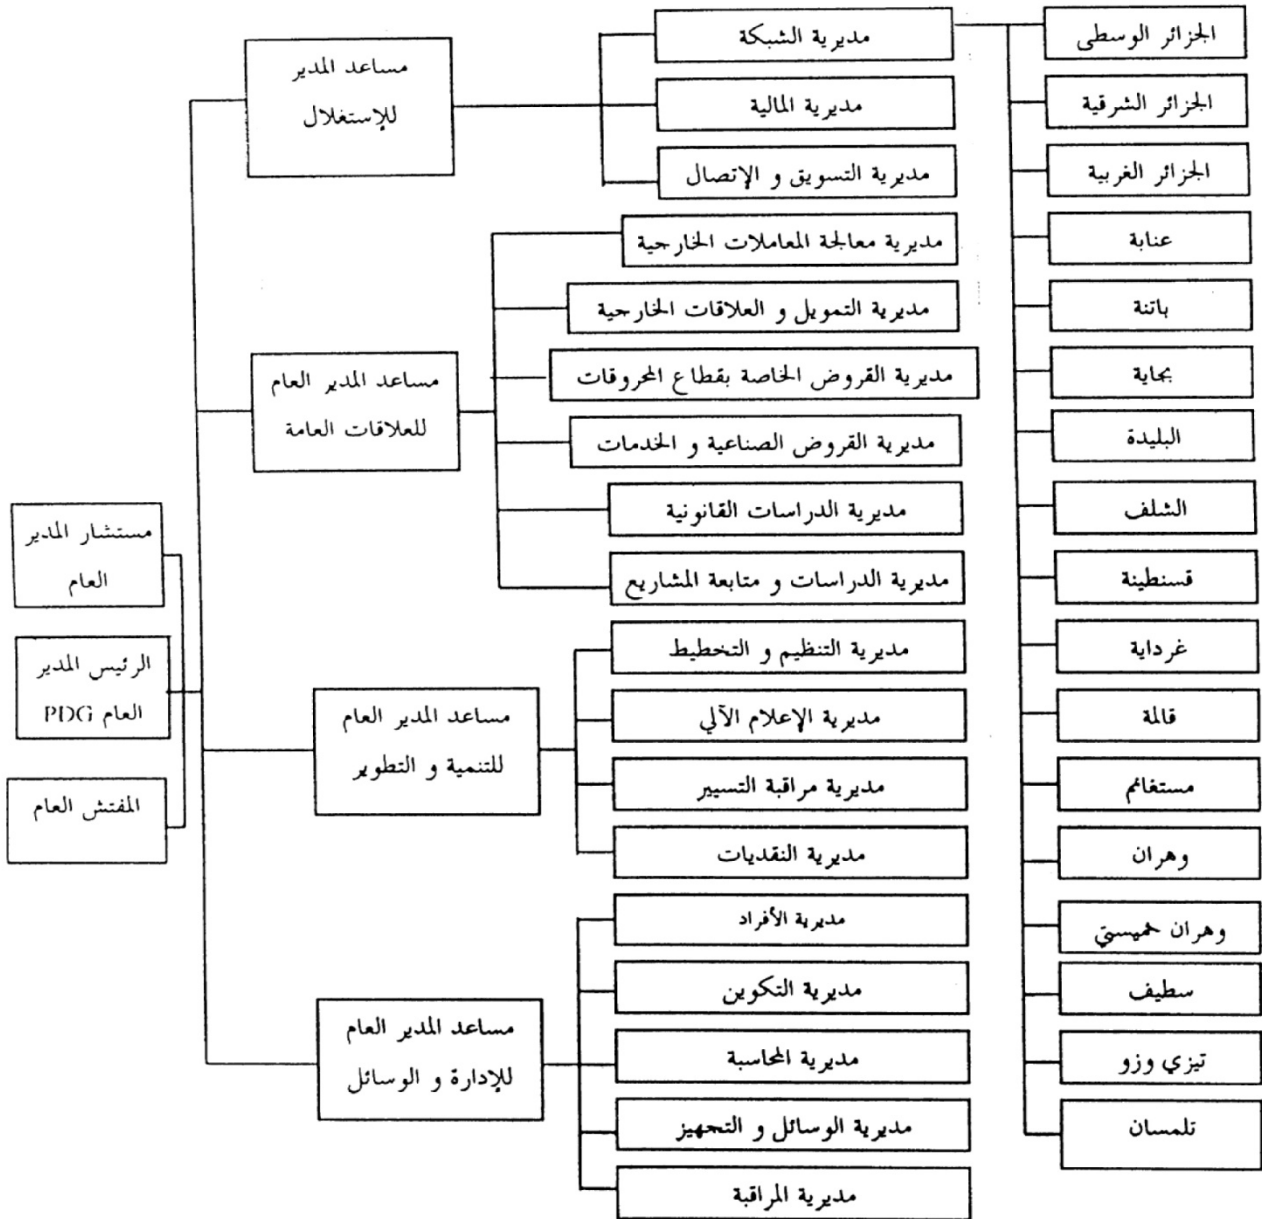 مستشار المدير
العام
الرئيس المدير
العام PDG
المفتش العام
مساعد المدير
للإستغلال
مديرية الشبكة
مديرية المالية
مديرية التسويق و الإتصال
مساعد المدير العام
للعلاقات العامة
مديرية معالجة المعاملات الخارجية
مديرية التمويل و العلاقات الخارجية
مديرية القروض الخاصة بقطاع المحروقات
مديرية القروض الصناعية و الخدمات
مديرية الدراسات القانونية
مديرية الدراسات و متابعة المشاريع
مساعد المدير العام
للتنمية و التطوير
مديرية التنظيم و التخطيط
مديرية الإعلام الآلي
مديرية مراقبة التسيير
مديرية النقديات
مساعد المدير العام
للإدارة و الوسائل
مديرية الأفراد
مديرية التكوين
مديرية المحاسبة
مديرية الوسائل و التجهيز
مديرية المراقبة
الجزائر الوسطى
الجزائر الشرقية
الجزائر الغربية
عنابة
باتنة
بجاية
البليدة
الشلف
قسنطينة
غرداية
قالمة
مستغانم
وهران
وهران خميستي
سطيف
تيزي وزو
تلمسان